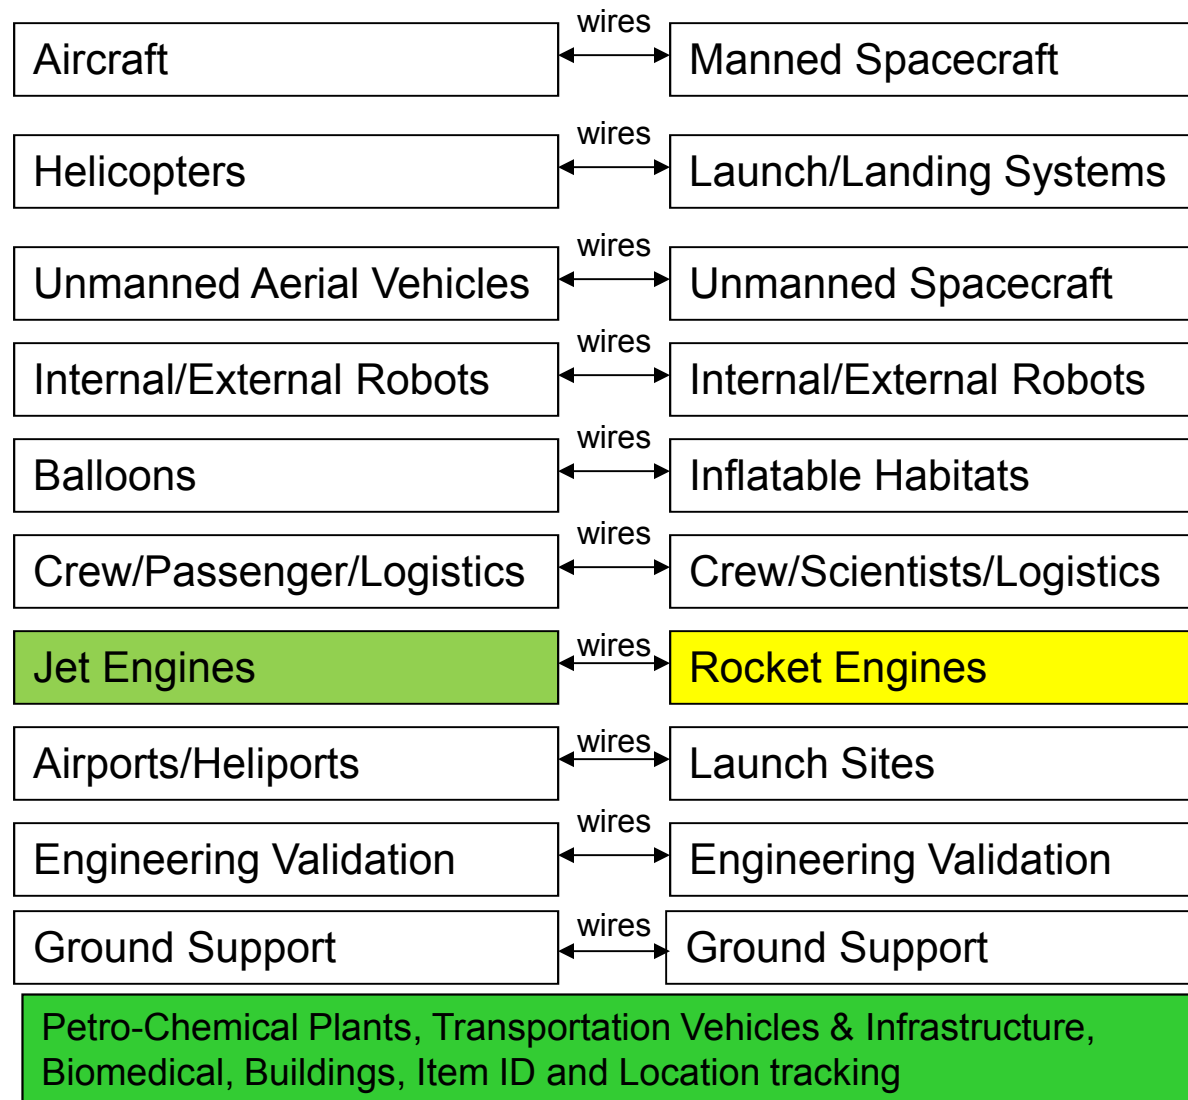 wires
Aircraft
Manned Spacecraft
wires
Helicopters
Launch/Landing Systems
wires
Unmanned Aerial Vehicles
Unmanned Spacecraft
wires
Internal/External Robots
Internal/External Robots
wires
Balloons
Inflatable Habitats
wires
Crew/Passenger/Logistics
Crew/Scientists/Logistics
wires
Jet Engines
Rocket Engines
wires
Airports/Heliports
Launch Sites
wires
Engineering Validation
Engineering Validation
wires
Ground Support
Ground Support
Petro-Chemical Plants, Transportation Vehicles & Infrastructure,
Biomedical, Buildings, Item ID and Location tracking